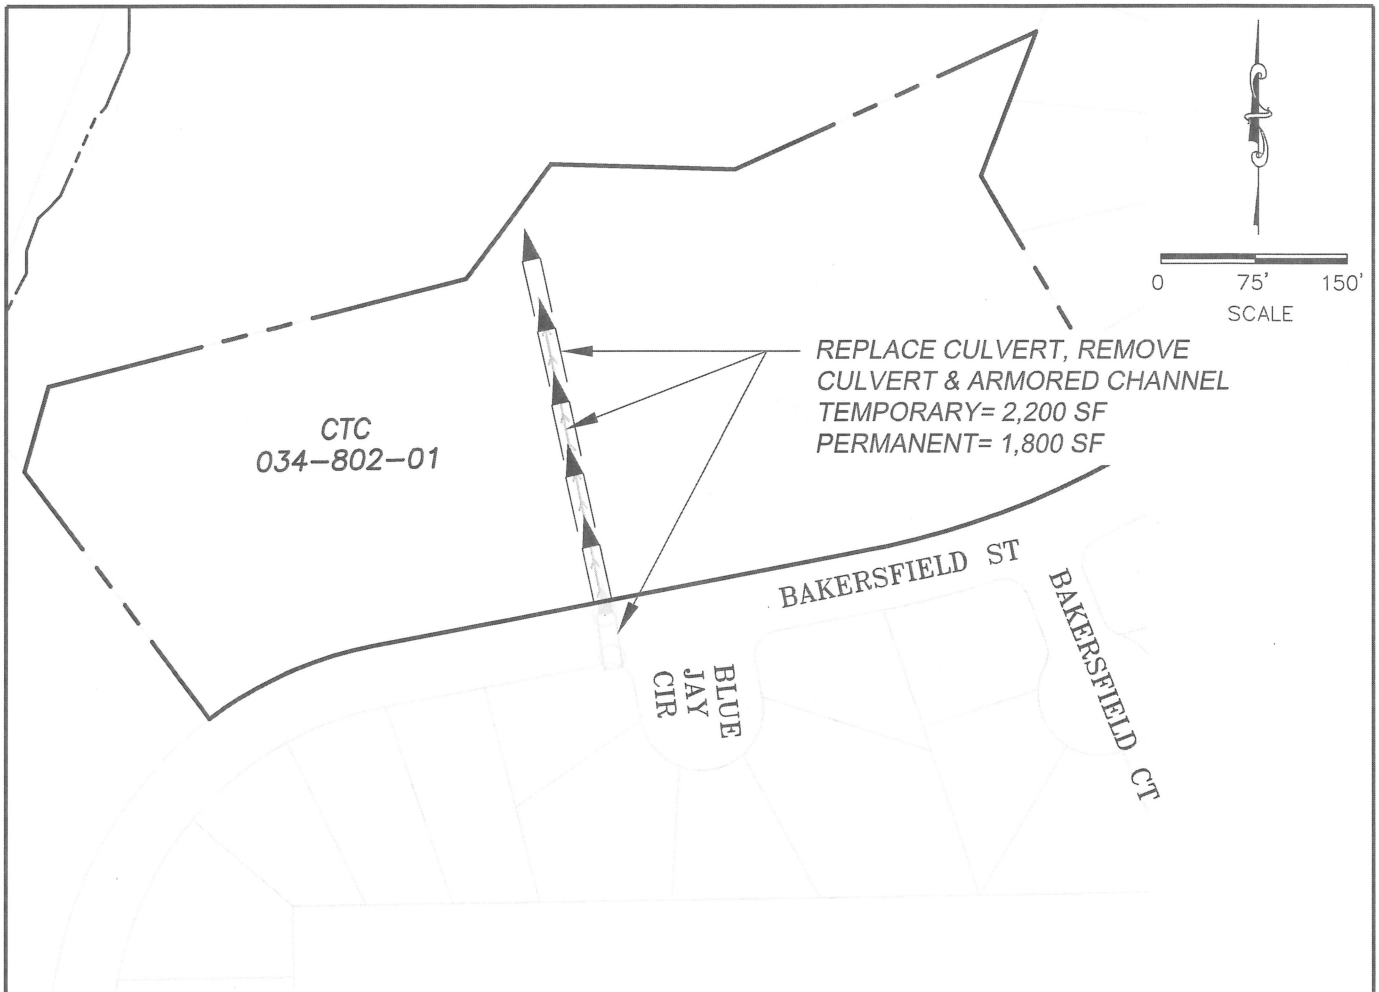 0 75' 150'
SCALE
REPLACE CULVERT, REMOVE
CULVERT & ARMORED CHANNEL
TEMPORARY= 2,200 SF
PERMANENT= 1,800 SF
CTC
034-802-01
BAKERSFIELD ST
BAKERSFIELD CT
BLUE
JAY
CIR